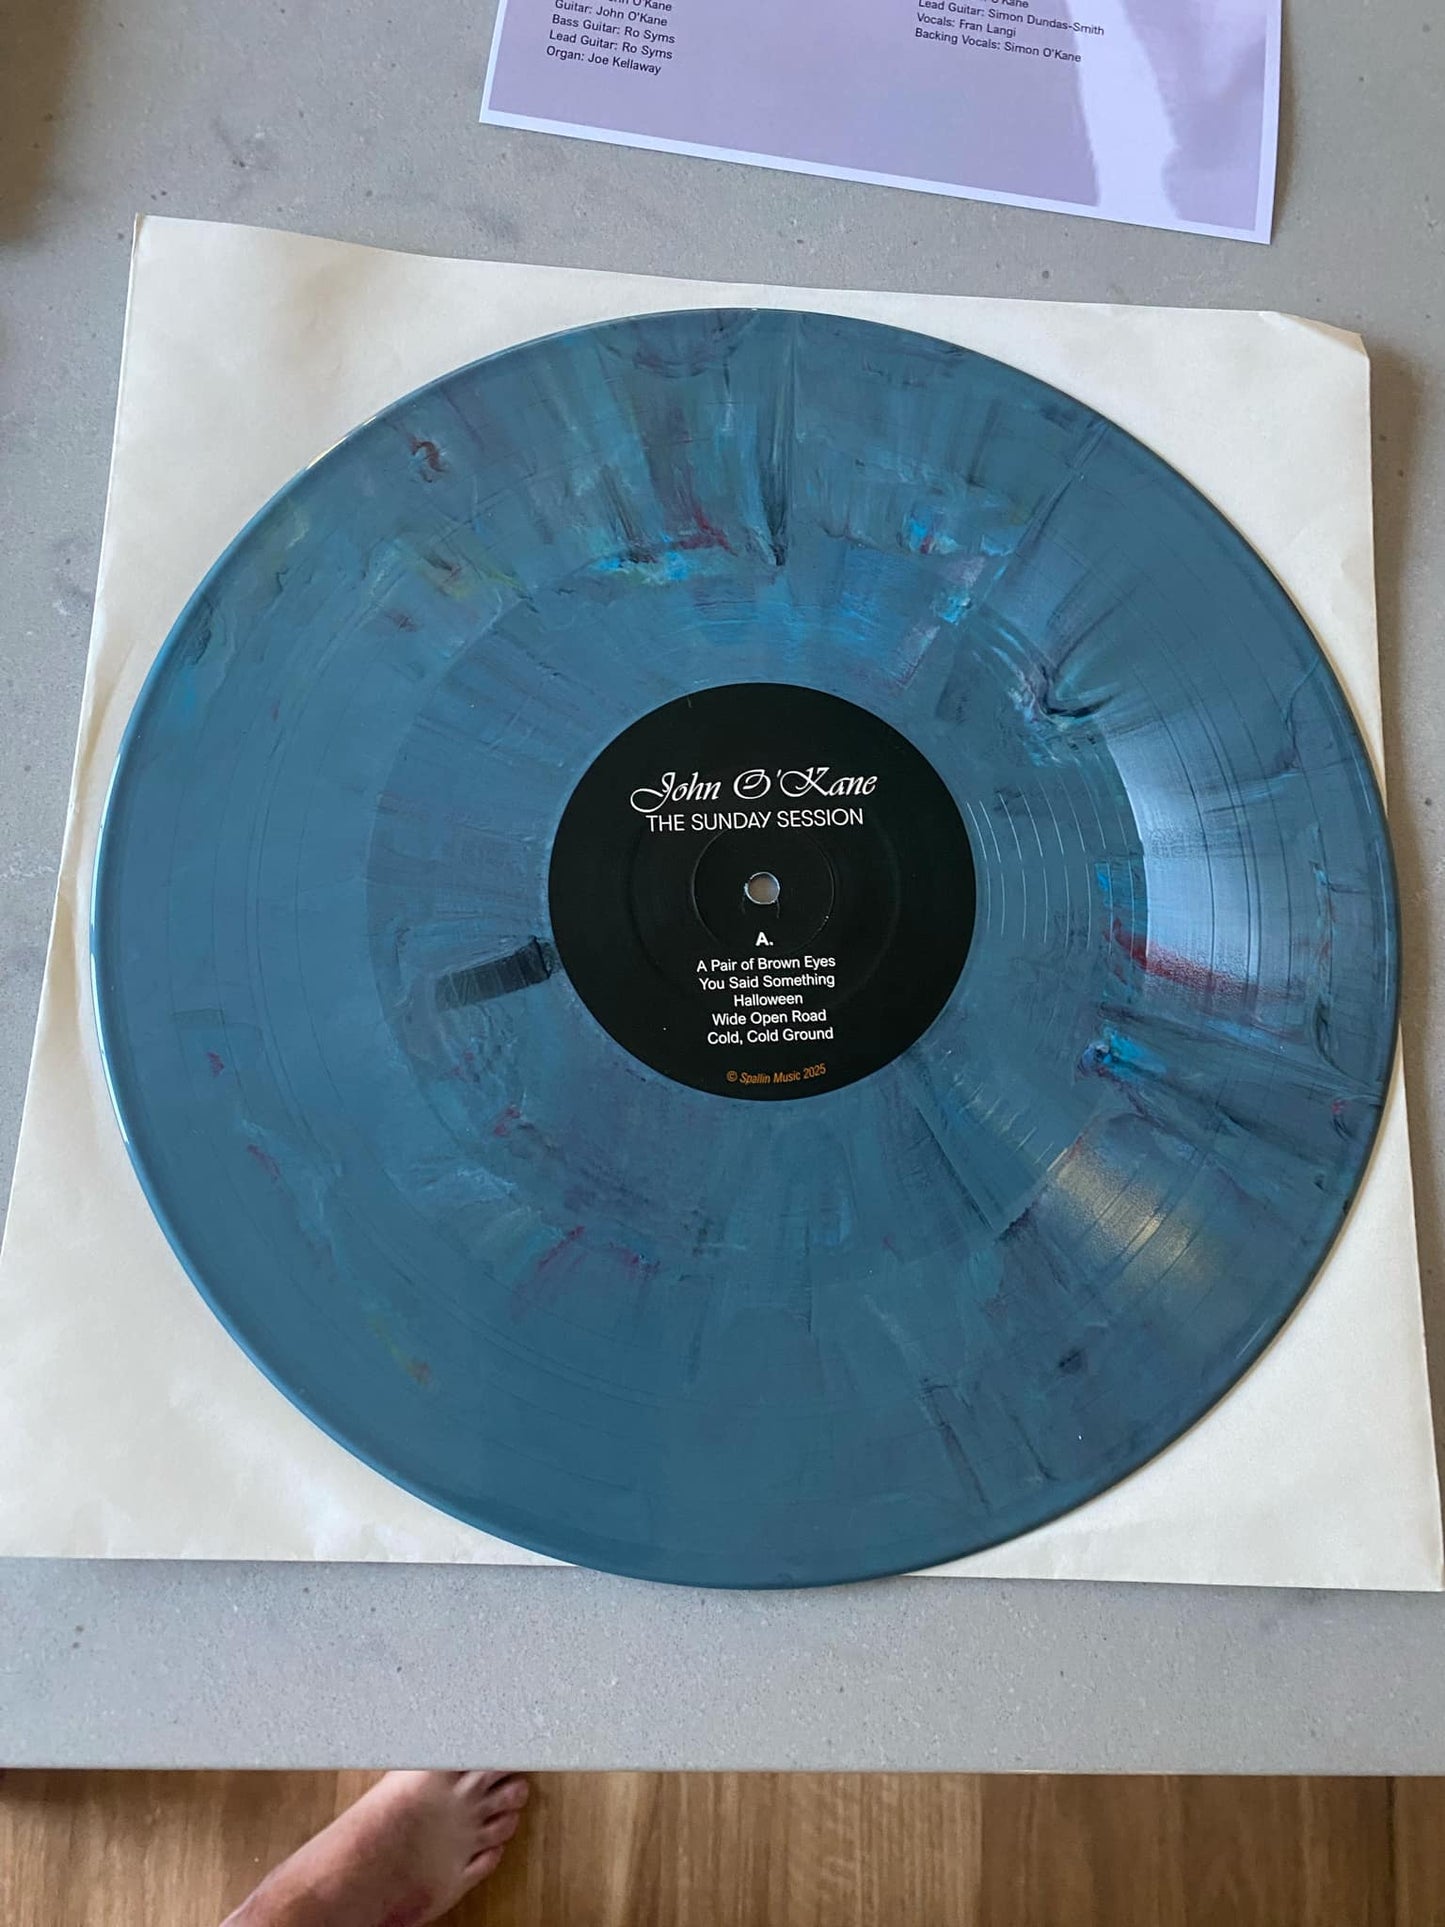 O'Kane
Guitar: John O'Kane
Bass Guitar: Ro Syms
Lead Guitar: Ro Syms
Organ: Joe Kellaway
O'Kane
Lead Guitar: Simon Dundas-Smith
Vocals: Fran Langi
Backing Vocals: Simon O'Kane
John O'Kane
THE SUNDAY SESSION
A.
A Pair of Brown Eyes
You Said Something
Halloween
Wide Open Road
Cold, Cold Ground
© Spallin Music 2025